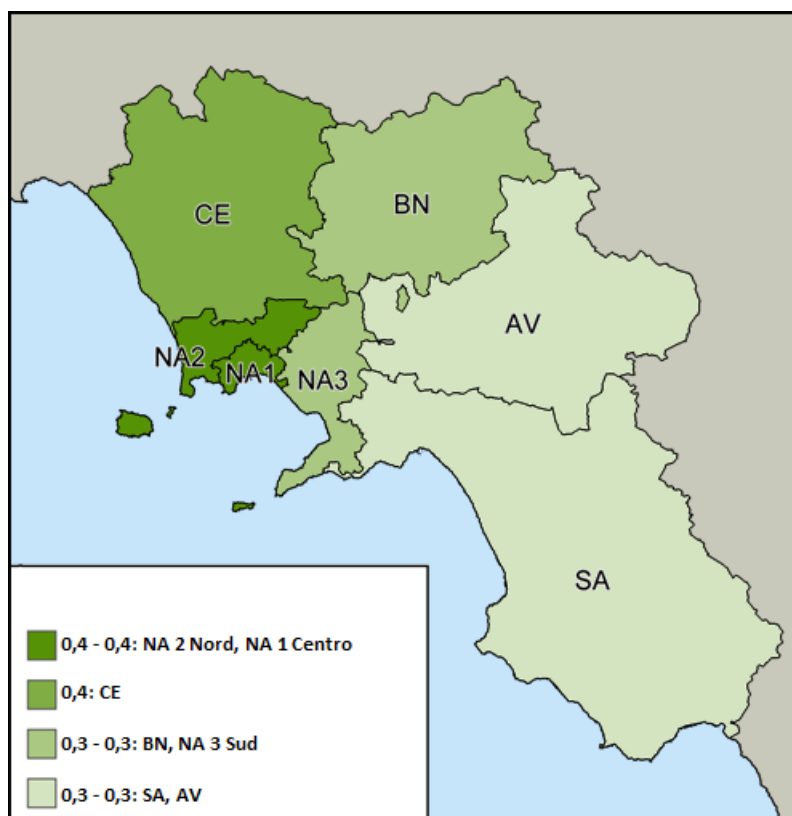 CE
BN
AV
NA2
NA1
NA3
SA
0,4 - 0,4: NA 2 Nord, NA 1 Centro
0,4: CE
0,3 - 0,3: BN, NA 3 Sud
0,3 - 0,3: SA, AV